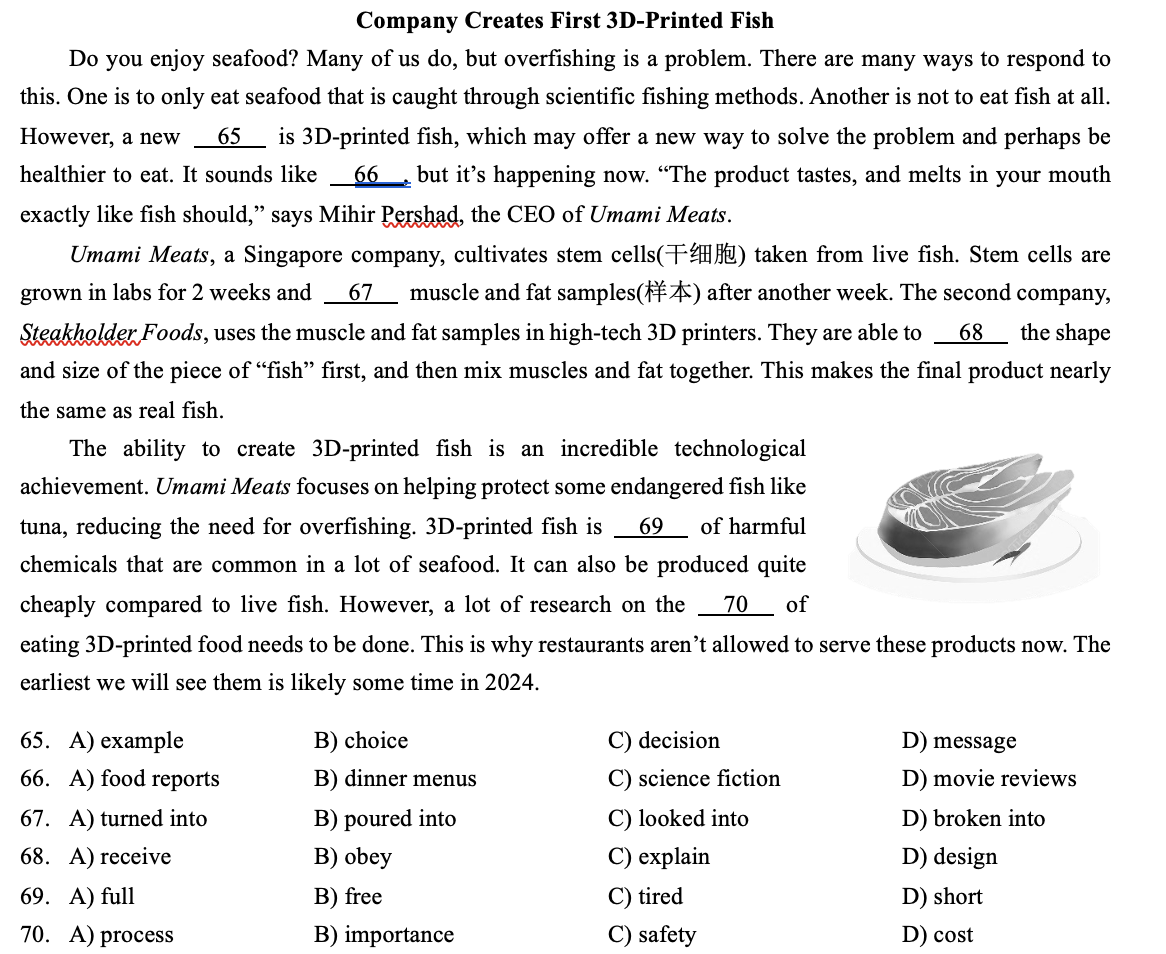 Company Creates First 3D-Printed Fish
Do you enjoy seafood? Many of us do, but overfishing is a problem. There are many ways to respond to
this. One is to only eat seafood that is caught through scientific fishing methods. Another is not to eat fish at all.
However, a new 65 is 3D-printed fish, which may offer a new way to solve the problem and perhaps be
healthier to eat. It sounds like 66 , but it’s happening now. “The product tastes, and melts in your mouth
exactly like fish should,” says Mihir Pershad, the CEO of Umami Meats.
Umami Meats, a Singapore company, cultivates stem cells(干细胞) taken from live fish. Stem cells are
grown in labs for 2 weeks and 67 muscle and fat samples(样本) after another week. The second company,
Steakholder Foods, uses the muscle and fat samples in high-tech 3D printers. They are able to 68 the shape
and size of the piece of “fish” first, and then mix muscles and fat together. This makes the final product nearly
the same as real fish.
The ability to create 3D-printed fish is an incredible technological
achievement. Umami Meats focuses on helping protect some endangered fish like
tuna, reducing the need for overfishing. 3D-printed fish is 69 of harmful
chemicals that are common in a lot of seafood. It can also be produced quite
cheaply compared to live fish. However, a lot of research on the 70 of
eating 3D-printed food needs to be done. This is why restaurants aren’t allowed to serve these products now. The
earliest we will see them is likely some time in 2024.
65. A) example B) choice C) decision D) message
66. A) food reports B) dinner menus C) science fiction D) movie reviews
67. A) turned into B) poured into C) looked into D) broken into
68. A) receive B) obey C) explain D) design
69. A) full B) free C) tired D) short
70. A) process B) importance C) safety D) cost